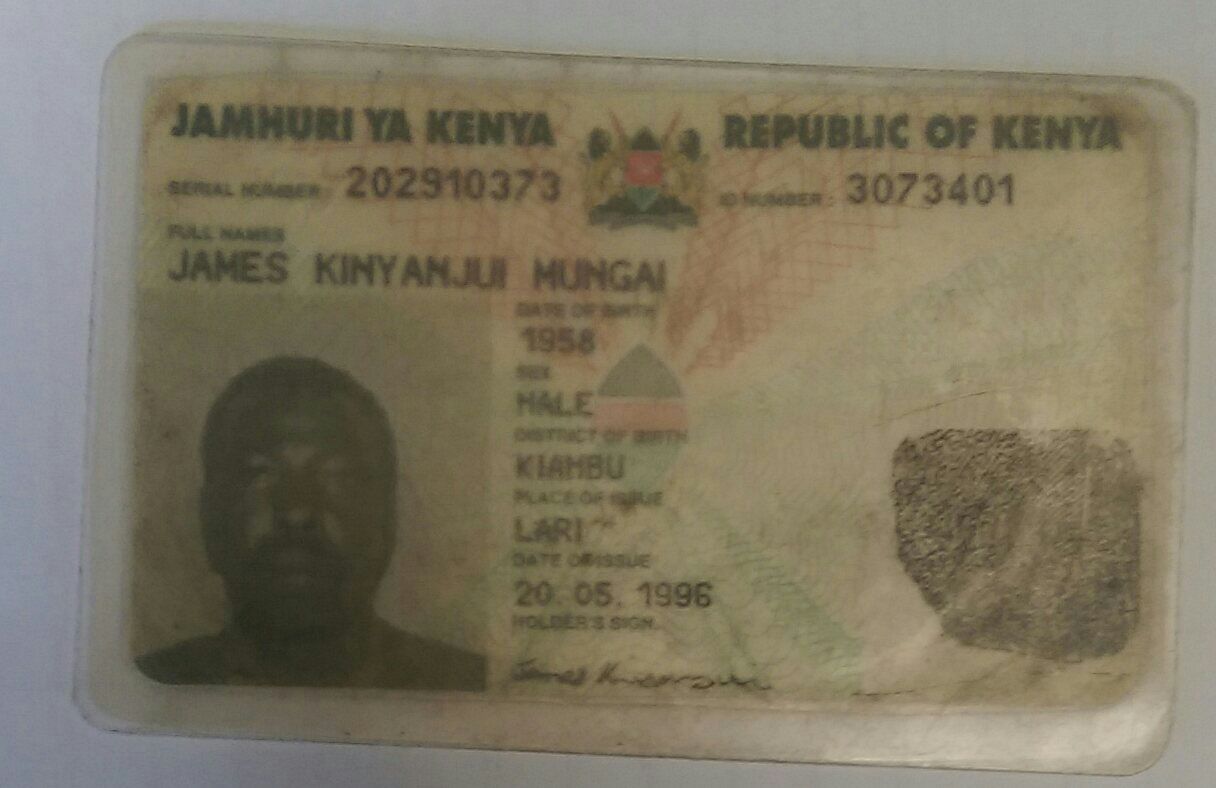 JAMHURI YA KENYA REPUBLIC OF KENYA
SERIAL NUMBER: 202910373 ID NUMBER: 3073401
FULL NAMES
JAMES KINYANJUI MUNGAI
DATE OF BIRTH
1958
SEX
MALE
DISTRICT OF BIRTH
KIAMBU
PLACE OF ISSUE
LARI
DATE OF ISSUE
20. 05. 1996
HOLDER'S SIGN.
James